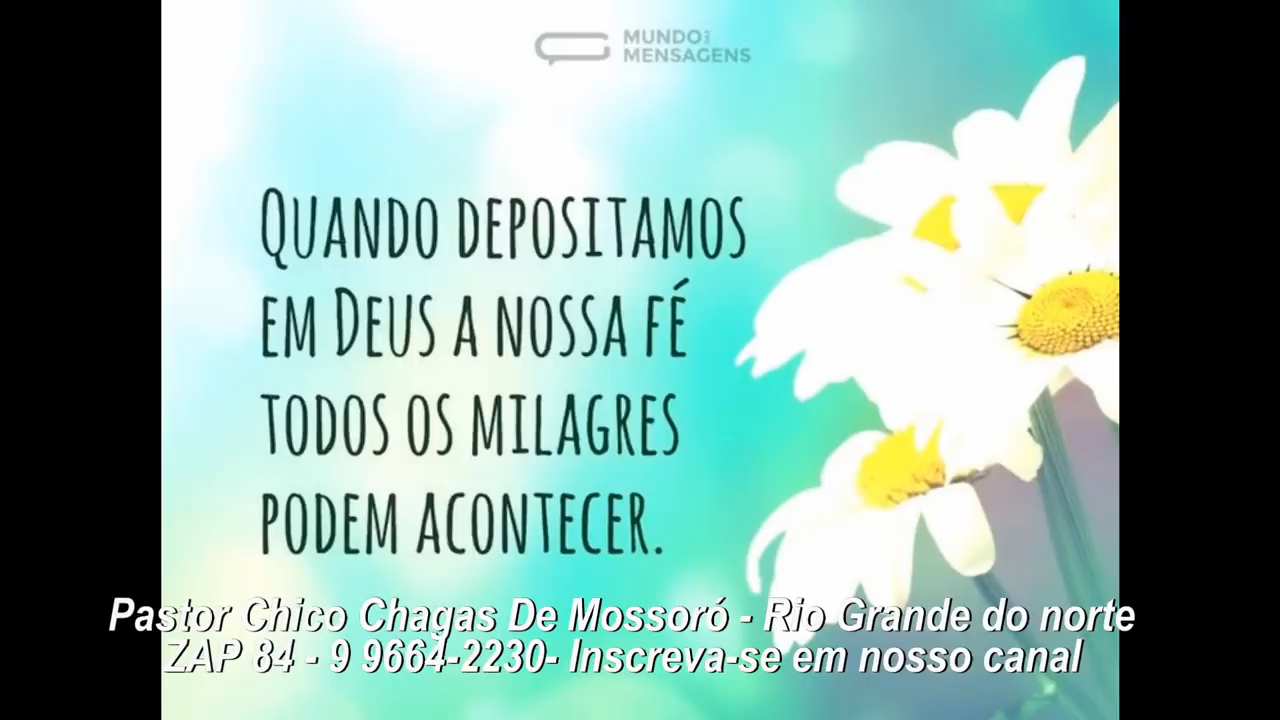 MUNDO DAS
MENSAGENS
QUANDO DEPOSITAMOS
EM DEUS A NOSSA FÉ
TODOS OS MILAGRES
PODEM ACONTECER.
Pastor Chico Chagas De Mossoró - Rio Grande do norte
ZAP 84 - 9 9664-2230- Inscreva-se em nosso canal